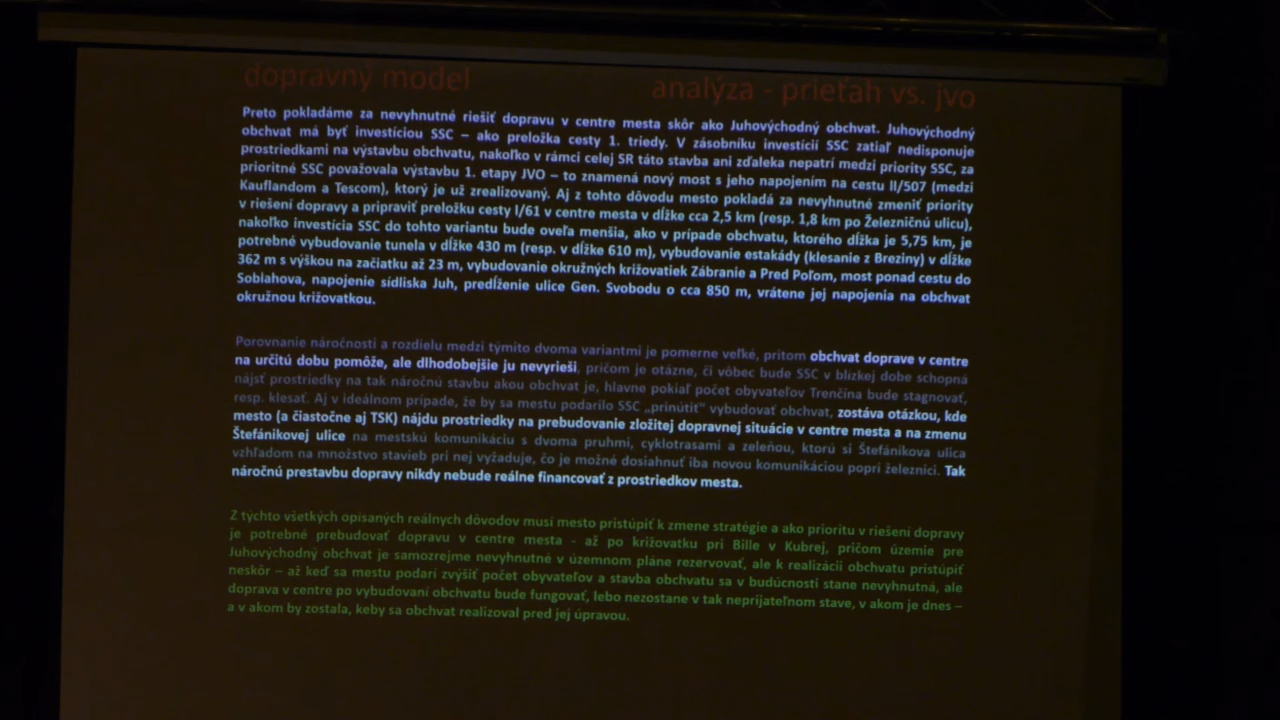 dopravný model analýza - prieťah vs. jvo
Preto pokladáme za nevyhnutné riešiť dopravu v centre mesta skôr ako Juhovýchodný obchvat. Juhovýchodný
obchvat má byť investíciou SSC – ako preložka cesty 1. triedy. V zásobníku investícií SSC zatiaľ nedisponuje
prostriedkami na výstavbu obchvatu, nakoľko v rámci celej SR táto stavba ani zďaleka nepatrí medzi priority SSC, za
prioritné SSC považovala výstavbu 1. etapy JVO – to znamená nový most s jeho napojením na cestu II/507 (medzi
Kauflandom a Tescom), ktorý je už zrealizovaný. Aj z tohto dôvodu mesto pokladá za nevyhnutné zmeniť priority
v riešení dopravy a pripraviť preložku cesty I/61 v centre mesta v dĺžke cca 2,5 km (resp. 1,8 km po Železničnú ulicu),
nakoľko investícia SSC do tohto variantu bude oveľa menšia, ako v prípade obchvatu, ktorého dĺžka je 5,75 km, je
potrebné vybudovanie tunela v dĺžke 430 m (resp. v dĺžke 610 m), vybudovanie estakády (klesanie z Breziny) v dĺžke
362 m s výškou na začiatku až 23 m, vybudovanie okružných križovatiek Zábranie a Pred Poľom, most ponad cestu do
Soblahova, napojenie sídliska Juh, predĺženie ulice Gen. Svobodu o cca 850 m, vrátene jej napojenia na obchvat
okružnou križovatkou.
Porovnanie náročnosti a rozdielu medzi týmito dvoma variantmi je pomerne veľké, pritom obchvat doprave v centre
na určitú dobu pomôže, ale dlhodobejšie ju nevyrieši, pričom je otázne, či vôbec bude SSC v blízkej dobe schopná
nájsť prostriedky na tak náročnú stavbu akou obchvat je, hlavne pokiaľ počet obyvateľov Trenčína bude stagnovať,
resp. klesať. Aj v ideálnom prípade, že by sa mestu podarilo SSC „prinútiť“ vybudovať obchvat, zostáva otázkou, kde
mesto (a čiastočne aj TSK) nájdu prostriedky na prebudovanie zložitej dopravnej situácie v centre mesta a na zmenu
Štefánikovej ulice na mestskú komunikáciu s dvoma pruhmi, cyklotrasami a zeleňou, ktorú si Štefánikova ulica
vzhľadom na množstvo stavieb pri nej vyžaduje, čo je možné dosiahnuť iba novou komunikáciou popri železnici. Tak
náročnú prestavbu dopravy nikdy nebude reálne financovať z prostriedkov mesta.
Z týchto všetkých opísaných reálnych dôvodov musí mesto pristúpiť k zmene stratégie a ako prioritu v riešení dopravy
je potrebné prebudovať dopravu v centre mesta - až po križovatku pri Bille v Kubrej, pričom územie pre
Juhovýchodný obchvat je samozrejme nevyhnutné v územnom pláne rezervovať, ale k realizácii obchvatu pristúpiť
neskôr – až keď sa mestu podarí zvýšiť počet obyvateľov a stavba obchvatu sa v budúcnosti stane nevyhnutná, ale
doprava v centre po vybudovaní obchvatu bude fungovať, lebo nezostane v tak neprijateľnom stave, v akom je dnes –
a v akom by zostala, keby sa obchvat realizoval pred jej úpravou.